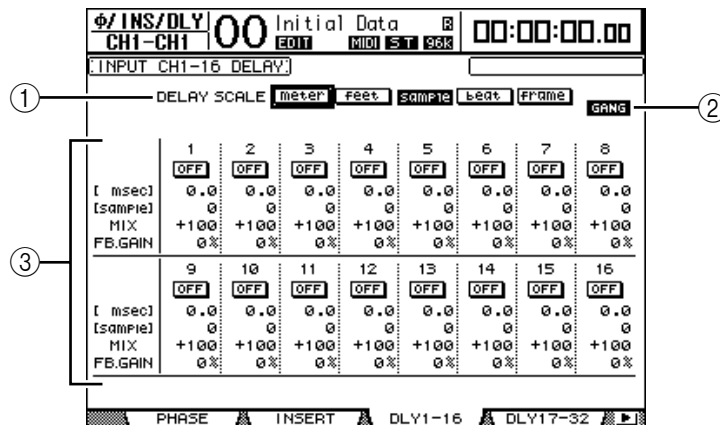 ϕ/INS/DLY 00 Initial Data R 00:00:00.00
CH1-CH1 EDIT MIDI ST 96K
INPUT CH1-16 DELAY
① DELAY SCALE meter feet sample beat frame
GANG ②
③
1 2 3 4 5 6 7 8
OFF OFF OFF OFF OFF OFF OFF OFF
[ msec] 0.0 0.0 0.0 0.0 0.0 0.0 0.0 0.0
[sample] 0 0 0 0 0 0 0 0
MIX +100 +100 +100 +100 +100 +100 +100 +100
FB.GAIN 0% 0% 0% 0% 0% 0% 0% 0%
9 10 11 12 13 14 15 16
OFF OFF OFF OFF OFF OFF OFF OFF
[ msec] 0.0 0.0 0.0 0.0 0.0 0.0 0.0 0.0
[sample] 0 0 0 0 0 0 0 0
MIX +100 +100 +100 +100 +100 +100 +100 +100
FB.GAIN 0% 0% 0% 0% 0% 0% 0% 0%
PHASE INSERT DLY1-16 DLY17-32